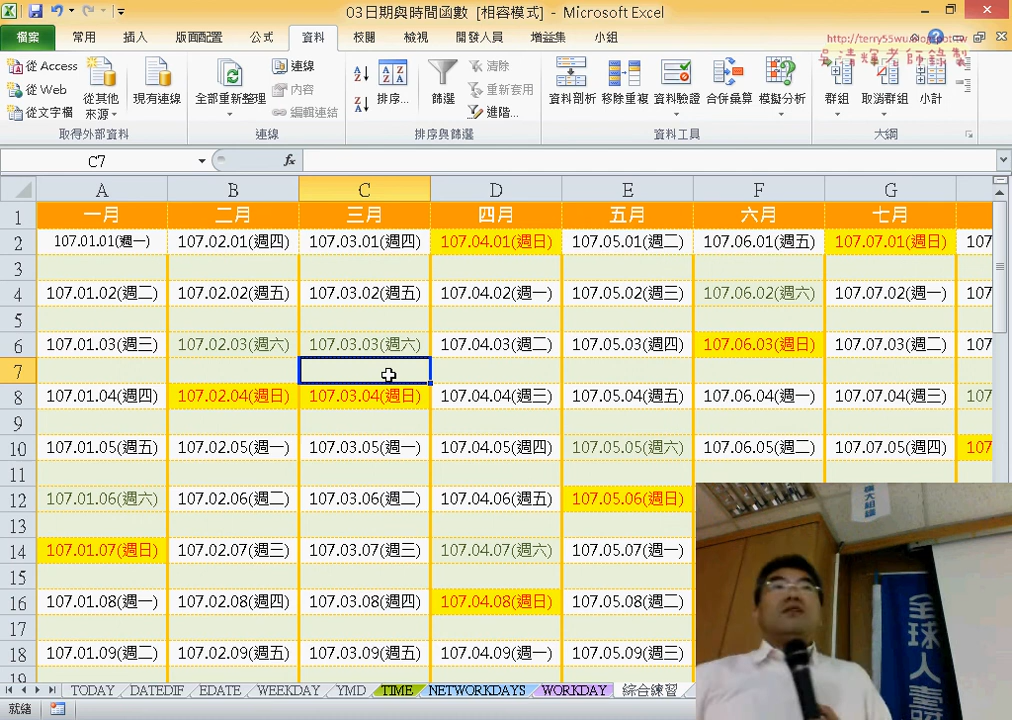 03日期與時間函數 [相容模式] - Microsoft Excel
檔案 常用 插入 版面配置 公式 資料 校閱 檢視 開發人員 增益集 小組
http://terry55wu.blogspot.tw
吳清輝老師錄製
從 Access
從 Web
從文字檔
從其他來源
現有連線
全部重新整理
連線
內容
編輯連結
排序...
篩選
清除
重新套用
進階...
資料剖析 移除重複 資料驗證 合併彙算 模擬分析
群組 取消群組 小計
取得外部資料 連線 排序與篩選 資料工具 大綱
C7 fx
A B C D E F G
1 一月 二月 三月 四月 五月 六月 七月
2 107.01.01(週一) 107.02.01(週四) 107.03.01(週四) 107.04.01(週日) 107.05.01(週二) 107.06.01(週五) 107.07.01(週日) 107
3
4 107.01.02(週二) 107.02.02(週五) 107.03.02(週五) 107.04.02(週一) 107.05.02(週三) 107.06.02(週六) 107.07.02(週一) 107
5
6 107.01.03(週三) 107.02.03(週六) 107.03.03(週六) 107.04.03(週二) 107.05.03(週四) 107.06.03(週日) 107.07.03(週二) 107
7
8 107.01.04(週四) 107.02.04(週日) 107.03.04(週日) 107.04.04(週三) 107.05.04(週五) 107.06.04(週一) 107.07.04(週三) 107
9
10 107.01.05(週五) 107.02.05(週一) 107.03.05(週一) 107.04.05(週四) 107.05.05(週六) 107.06.05(週二) 107.07.05(週四) 107
11
12 107.01.06(週六) 107.02.06(週二) 107.03.06(週二) 107.04.06(週五) 107.05.06(週日)
13
14 107.01.07(週日) 107.02.07(週三) 107.03.07(週三) 107.04.07(週六) 107.05.07(週一)
15
16 107.01.08(週一) 107.02.08(週四) 107.03.08(週四) 107.04.08(週日) 107.05.08(週二)
17
18 107.01.09(週二) 107.02.09(週五) 107.03.09(週五) 107.04.09(週一) 107.05.09(週三)
19
全球人壽
TODAY DATEDIF EDATE WEEKDAY YMD TIME NETWORKDAYS WORKDAY 綜合練習
就緒